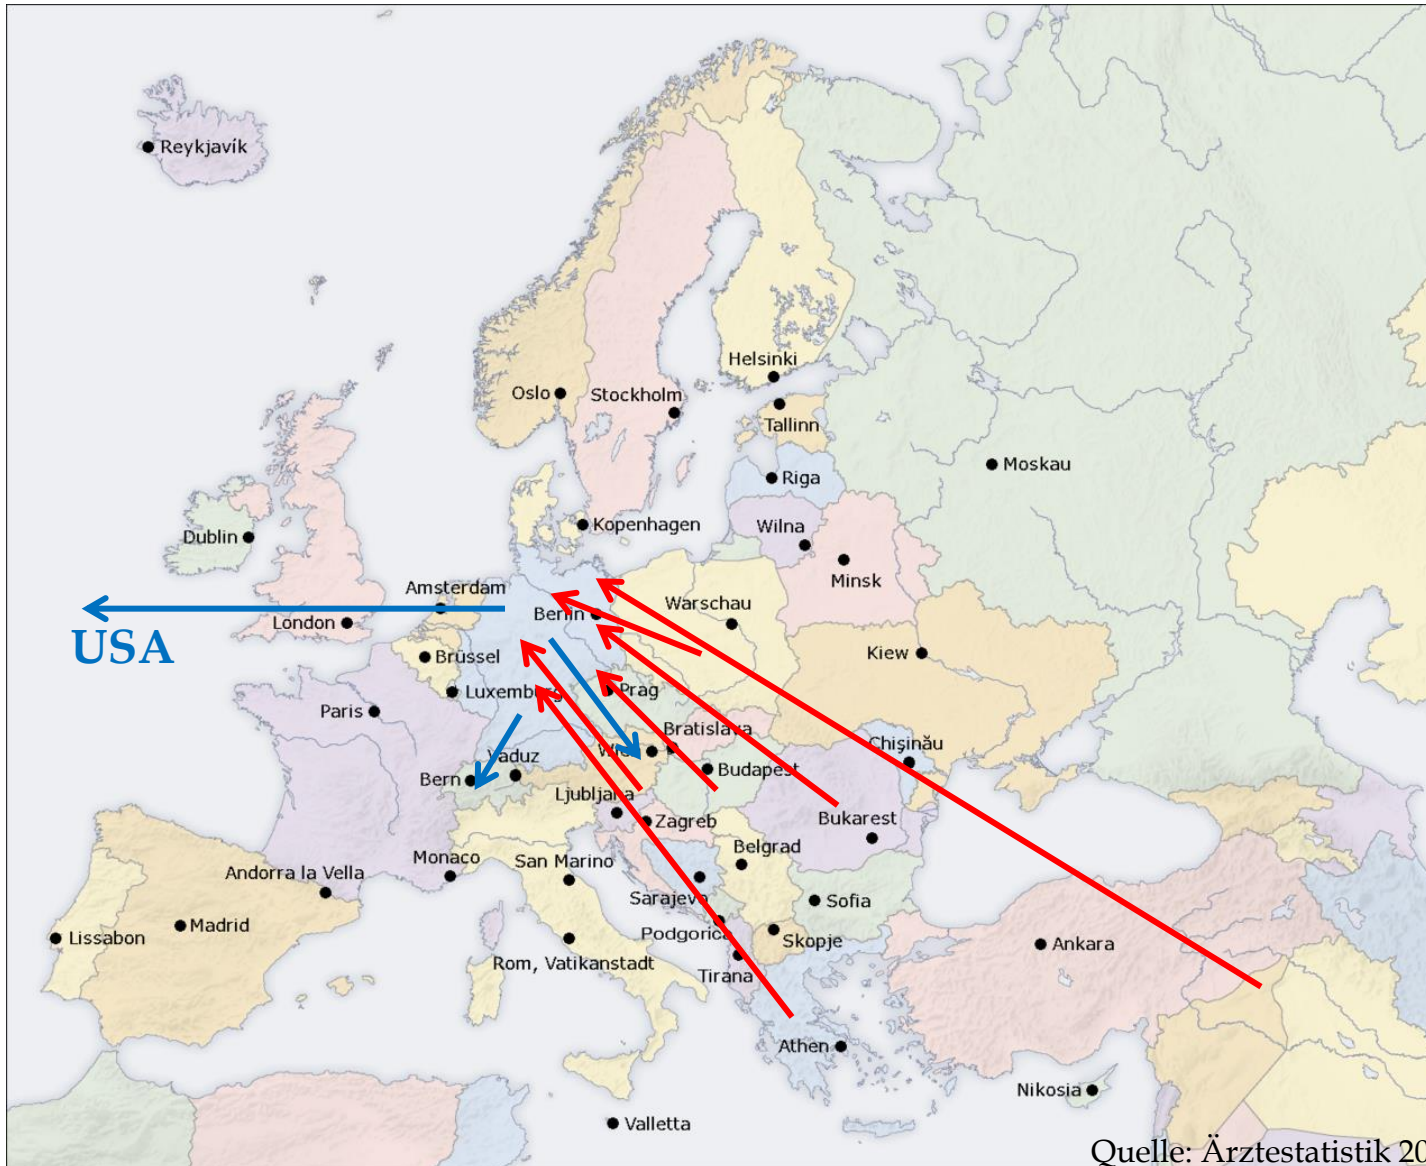 Reykjavík
Helsinki
Oslo
Stockholm
Tallinn
Moskau
Riga
Kopenhagen
Wilna
Dublin
Minsk
Amsterdam
Berlin
Warschau
London
USA
Brüssel
Kiew
Luxemburg
Prag
Paris
Bratislava
Chişinău
Wien
Vaduz
Budapest
Bern
Ljubljana
Zagreb
Bukarest
Belgrad
Monaco
San Marino
Andorra la Vella
Sarajevo
Sofia
Madrid
Lissabon
Podgorica
Skopje
Ankara
Rom, Vatikanstadt
Tirana
Athen
Nikosia
Valletta
Quelle: Ärztestatistik 20